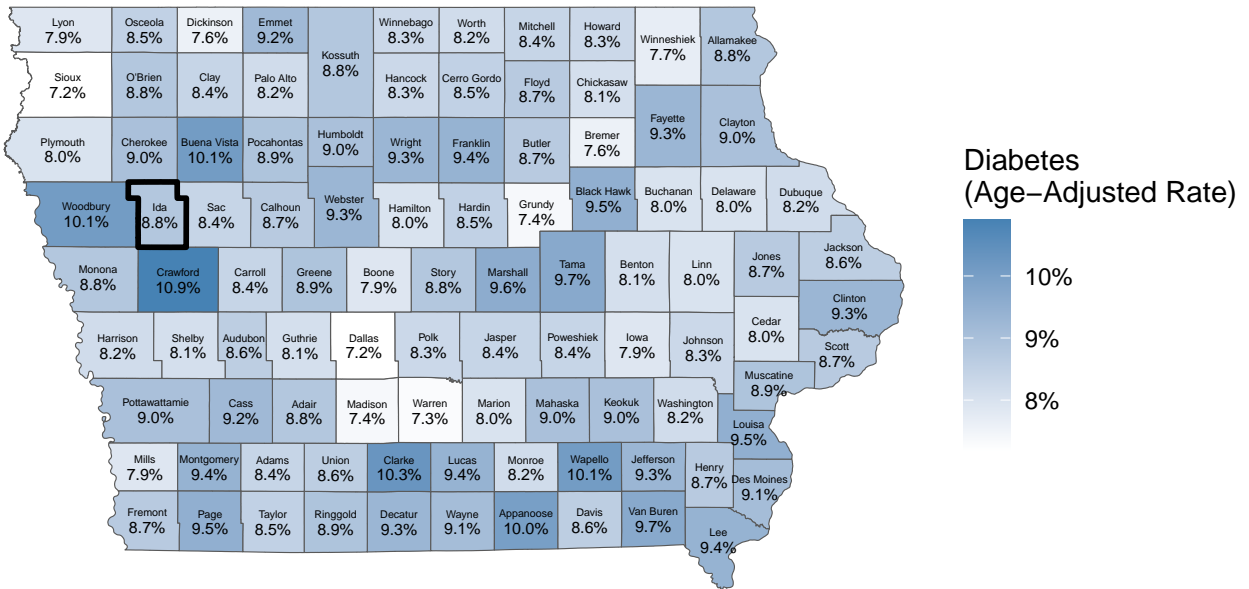 Lyon
7.9%
Osceola
8.5%
Dickinson
7.6%
Emmet
9.2%
Winnebago
8.3%
Worth
8.2%
Mitchell
8.4%
Howard
8.3%
Winneshiek
7.7%
Allamakee
8.8%
Kossuth
8.8%
Sioux
7.2%
O'Brien
8.8%
Clay
8.4%
Palo Alto
8.2%
Hancock
8.3%
Cerro Gordo
8.5%
Floyd
8.7%
Chickasaw
8.1%
Fayette
9.3%
Clayton
9.0%
Plymouth
8.0%
Cherokee
9.0%
Buena Vista
10.1%
Pocahontas
8.9%
Humboldt
9.0%
Wright
9.3%
Franklin
9.4%
Butler
8.7%
Bremer
7.6%
Woodbury
10.1%
Ida
8.8%
Sac
8.4%
Calhoun
8.7%
Webster
9.3%
Hamilton
8.0%
Hardin
8.5%
Grundy
7.4%
Black Hawk
9.5%
Buchanan
8.0%
Delaware
8.0%
Dubuque
8.2%
Monona
8.8%
Crawford
10.9%
Carroll
8.4%
Greene
8.9%
Boone
7.9%
Story
8.8%
Marshall
9.6%
Tama
9.7%
Benton
8.1%
Linn
8.0%
Jones
8.7%
Jackson
8.6%
Clinton
9.3%
Harrison
8.2%
Shelby
8.1%
Audubon
8.6%
Guthrie
8.1%
Dallas
7.2%
Polk
8.3%
Jasper
8.4%
Poweshiek
8.4%
Iowa
7.9%
Johnson
8.3%
Cedar
8.0%
Scott
8.7%
Muscatine
8.9%
Pottawattamie
9.0%
Cass
9.2%
Adair
8.8%
Madison
7.4%
Warren
7.3%
Marion
8.0%
Mahaska
9.0%
Keokuk
9.0%
Washington
8.2%
Louisa
9.5%
Mills
7.9%
Montgomery
9.4%
Adams
8.4%
Union
8.6%
Clarke
10.3%
Lucas
9.4%
Monroe
8.2%
Wapello
10.1%
Jefferson
9.3%
Henry
8.7%
Des Moines
9.1%
Fremont
8.7%
Page
9.5%
Taylor
8.5%
Ringgold
8.9%
Decatur
9.3%
Wayne
9.1%
Appanoose
10.0%
Davis
8.6%
Van Buren
9.7%
Lee
9.4%
Diabetes
(Age−Adjusted Rate)
10%
9%
8%